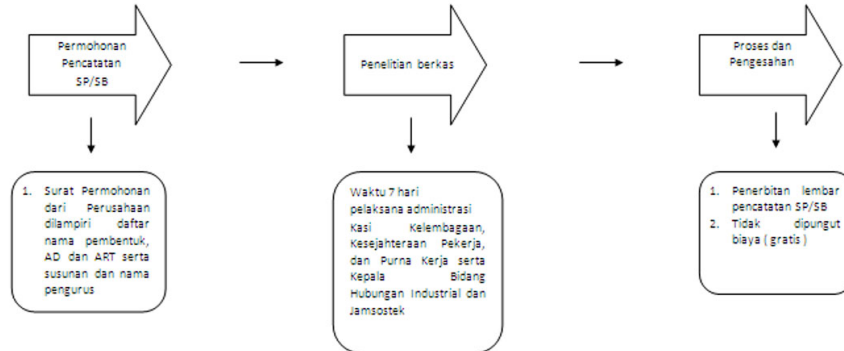 Permohonan
Pencatatan
SP/SB
Penelitian berkas
Proses dan
Pengesahan
1. Surat Permohonan
dari Perusahaan
dilampiri daftar
nama pembentuk,
AD dan ART serta
susunan dan nama
pengurus
Waktu 7 hari
pelaksana administrasi
Kasi Kelembagaan,
Kesejahteraan Pekerja,
dan Purna Kerja serta
Kepala Bidang
Hubungan Industrial dan
Jamsostek
1. Penerbitan lembar
pencatatan SP/SB
2. Tidak dipungut
biaya ( gratis )